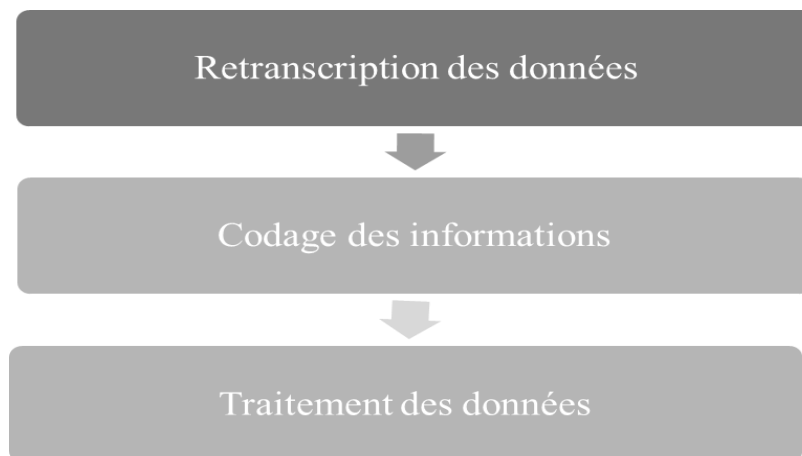 Retranscription des données
Codage des informations
Traitement des données